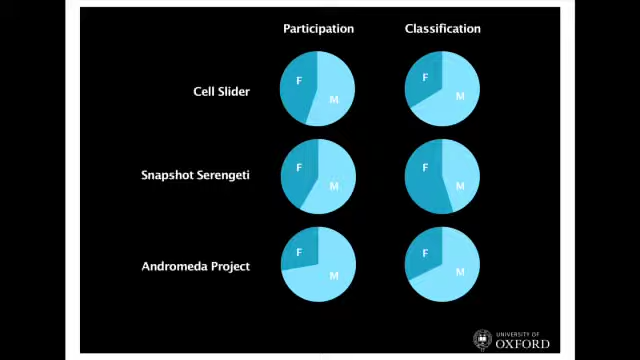 Participation Classification
Cell Slider
F M F M
Snapshot Serengeti
F M F M
Andromeda Project
F M F M
UNIVERSITY OF
OXFORD